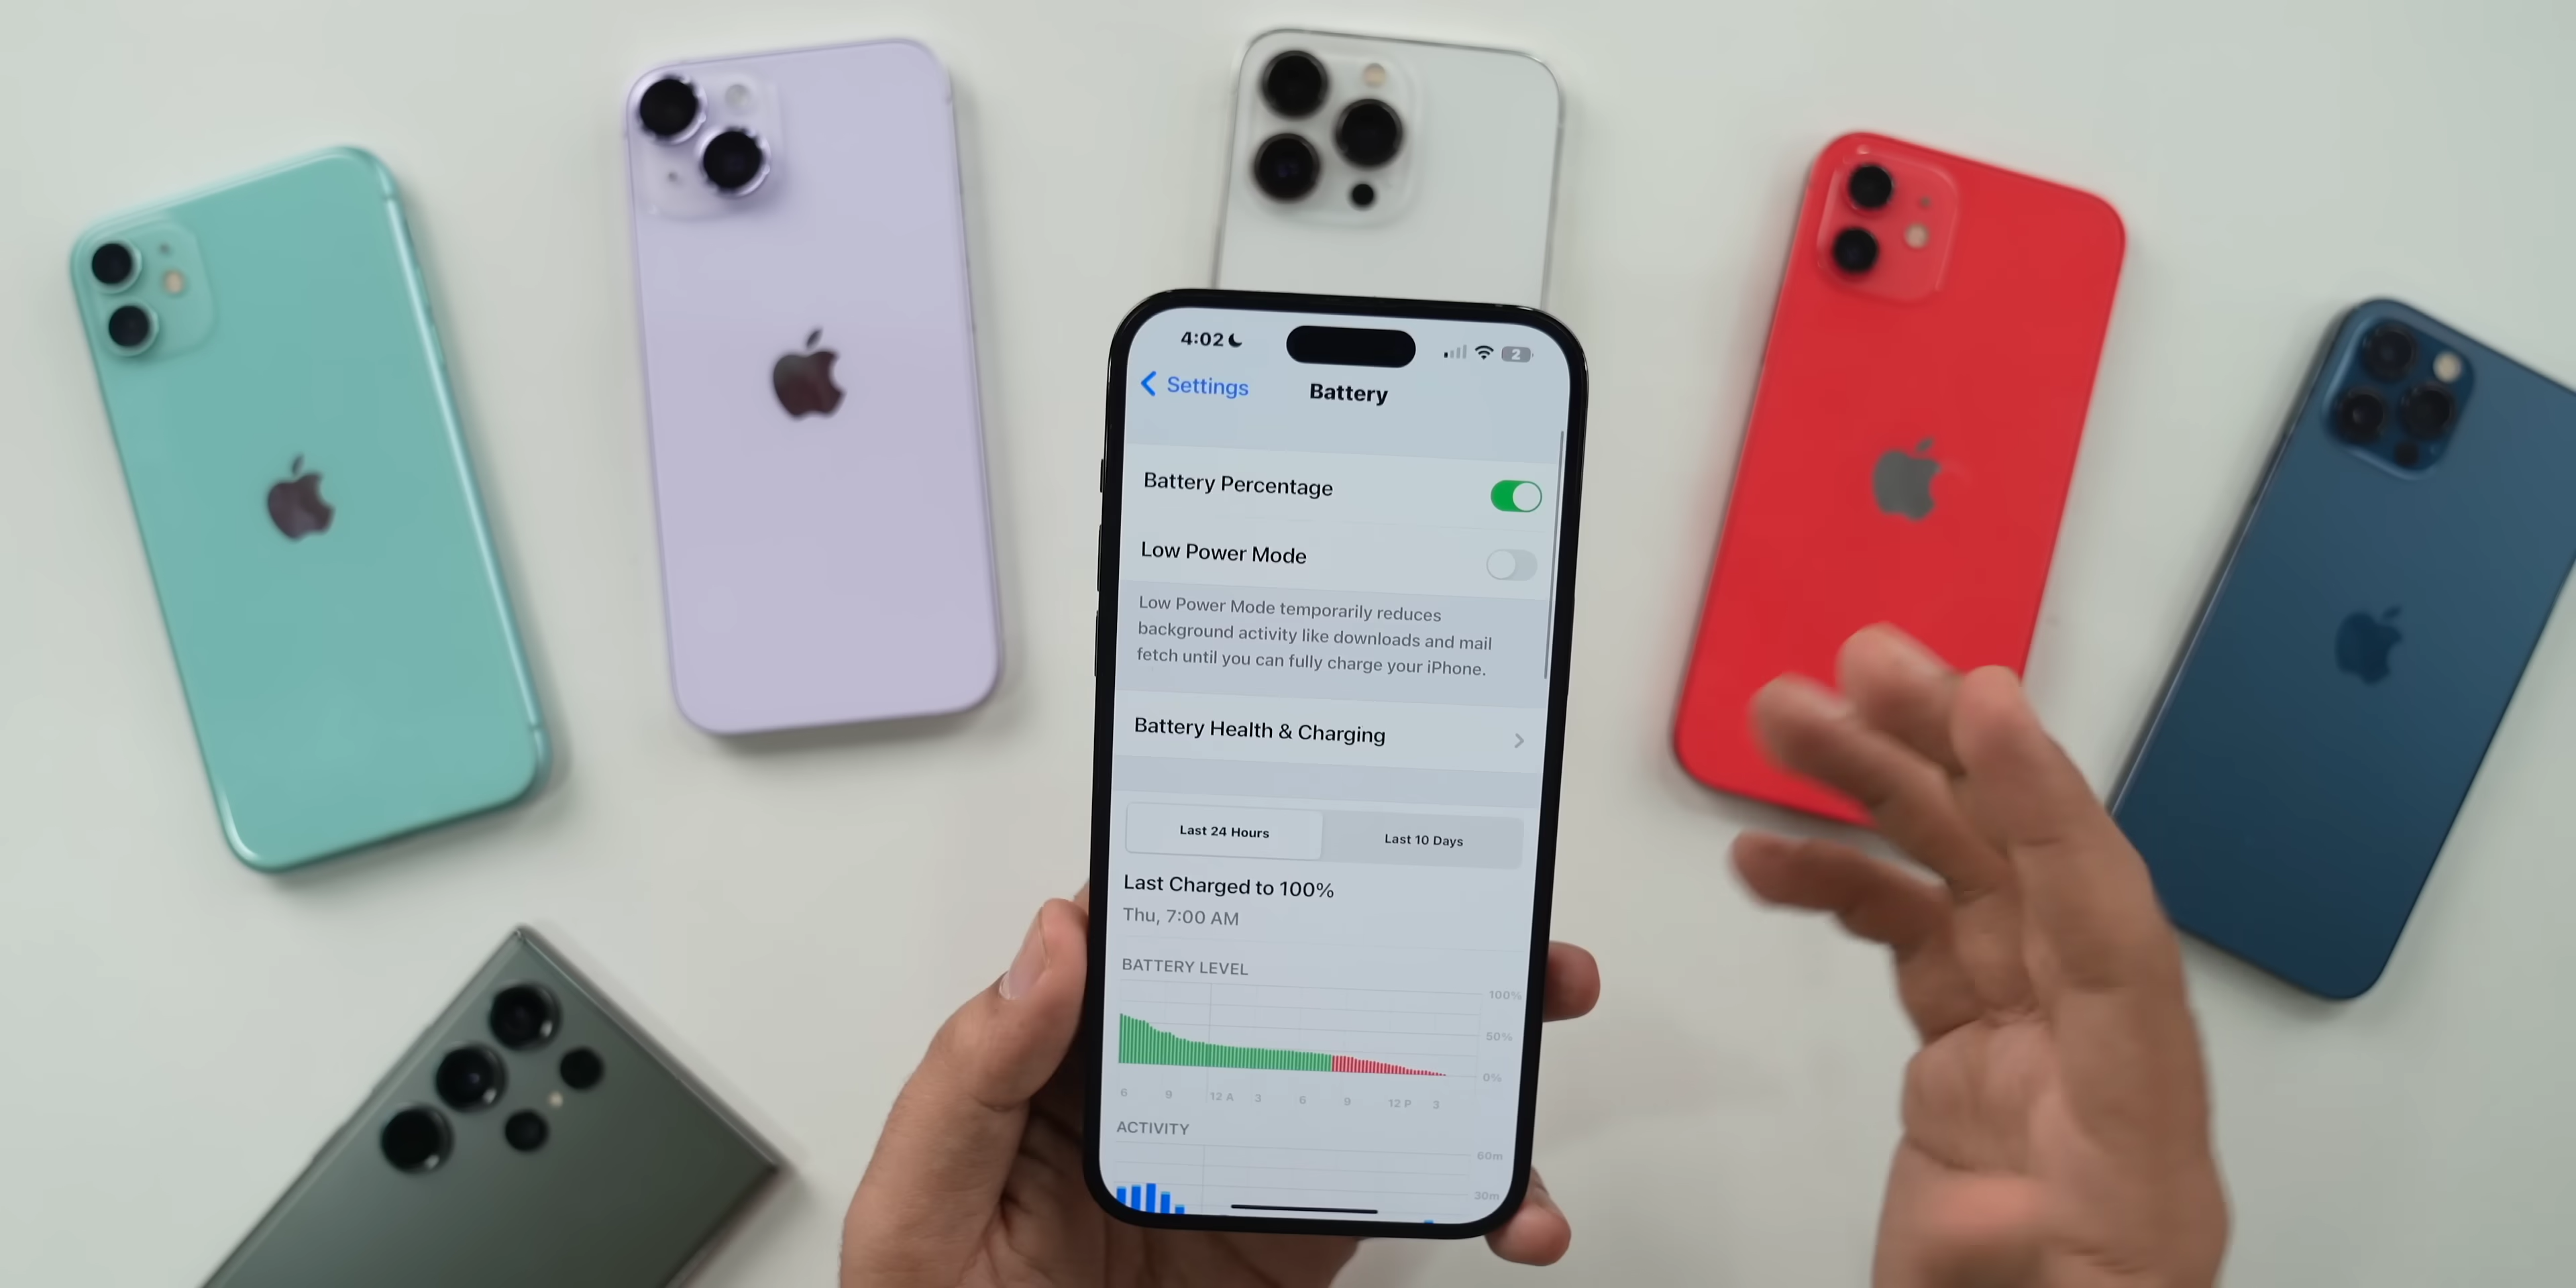 4:02
2
Settings
Battery
Battery Percentage
Low Power Mode
Low Power Mode temporarily reduces
background activity like downloads and mail
fetch until you can fully charge your iPhone.
Battery Health & Charging
Last 24 Hours
Last 10 Days
Last Charged to 100%
Thu, 7:00 AM
BATTERY LEVEL
100%
50%
0%
6 9 12 A 3 6 9 12 P 3
ACTIVITY
60m
30m